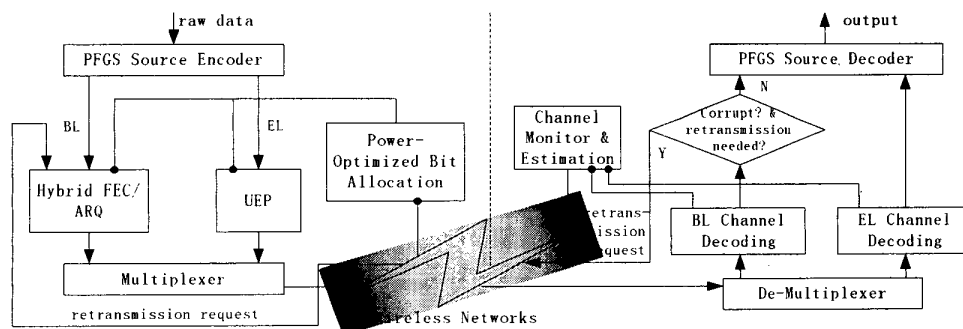 raw data
PFGS Source Encoder
BL
EL
Hybrid FEC/
ARQ
UEP
Power-
Optimized Bit
Allocation
Multiplexer
retransmission request
Wireless Networks
output
PFGS Source Decoder
N
Corrupt? &
retransmission
needed?
Y
Channel
Monitor &
Estimation
retrans-
mission
request
BL Channel
Decoding
EL Channel
Decoding
De-Multiplexer